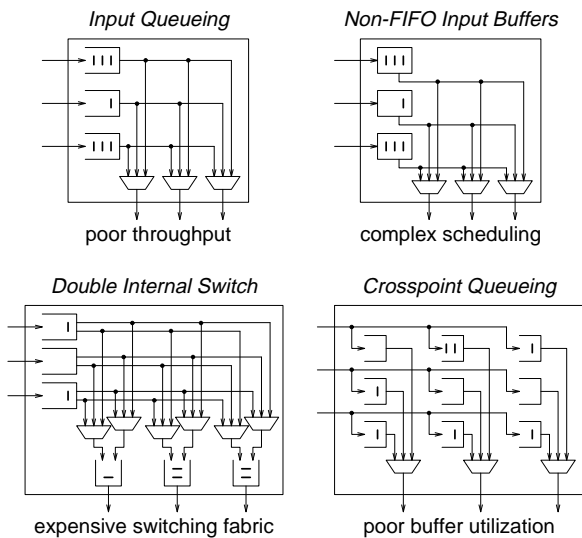 Input Queueing
Non-FIFO Input Buffers
poor throughput
complex scheduling
Double Internal Switch
Crosspoint Queueing
expensive switching fabric
poor buffer utilization